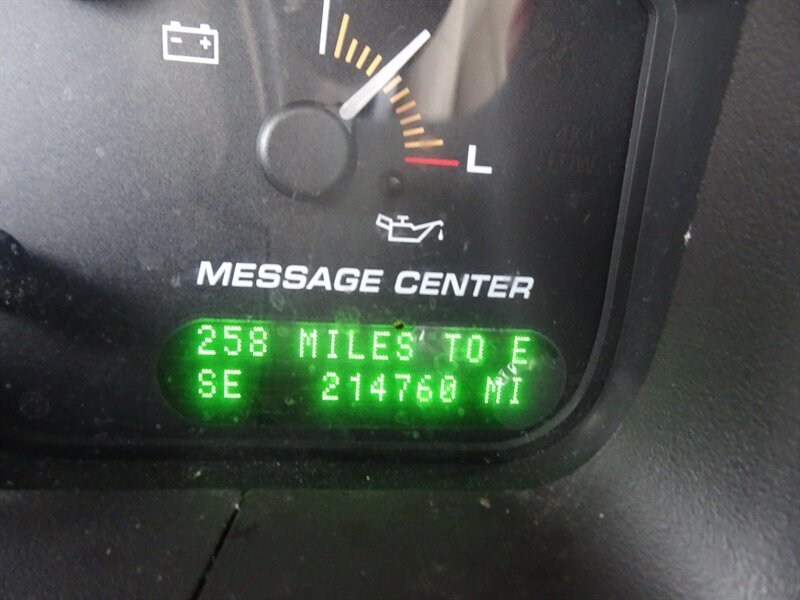 L
MESSAGE CENTER
258 MILES TO E
SE 214760 MI